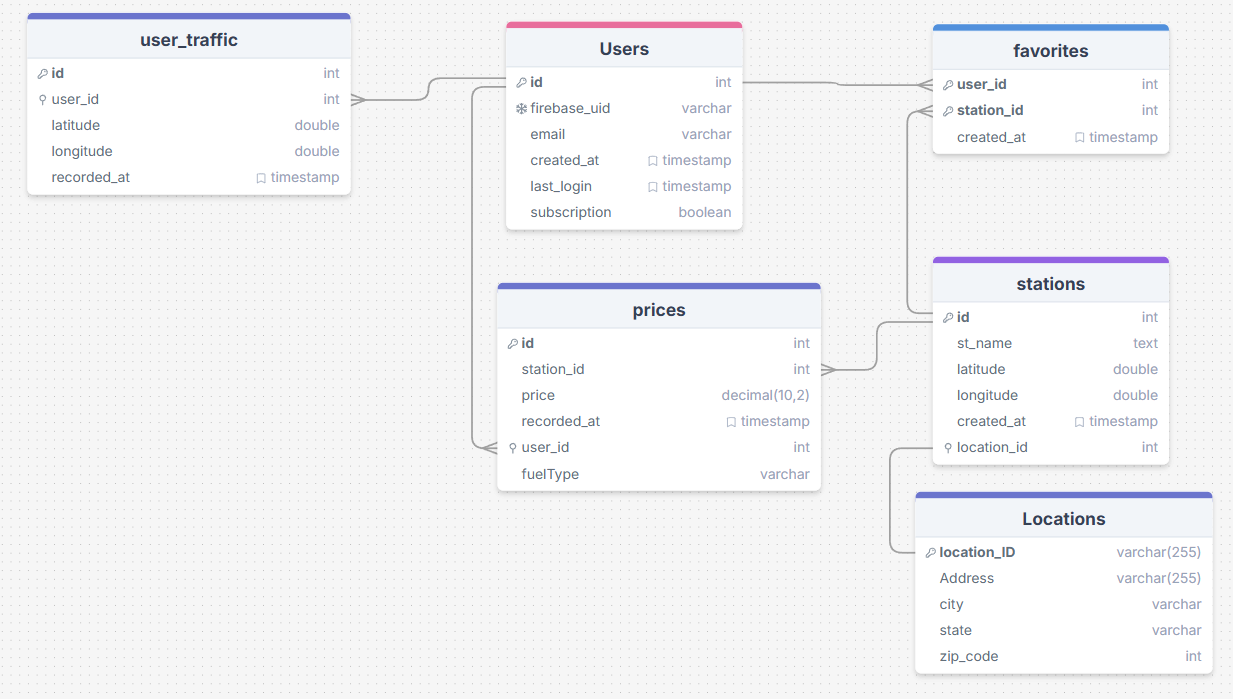 user_traffic
id int
user_id int
latitude double
longitude double
recorded_at timestamp
Users
id int
firebase_uid varchar
email varchar
created_at timestamp
last_login timestamp
subscription boolean
favorites
user_id int
station_id int
created_at timestamp
prices
id int
station_id int
price decimal(10,2)
recorded_at timestamp
user_id int
fuelType varchar
stations
id int
st_name text
latitude double
longitude double
created_at timestamp
location_id int
Locations
location_ID varchar(255)
Address varchar(255)
city varchar
state varchar
zip_code int